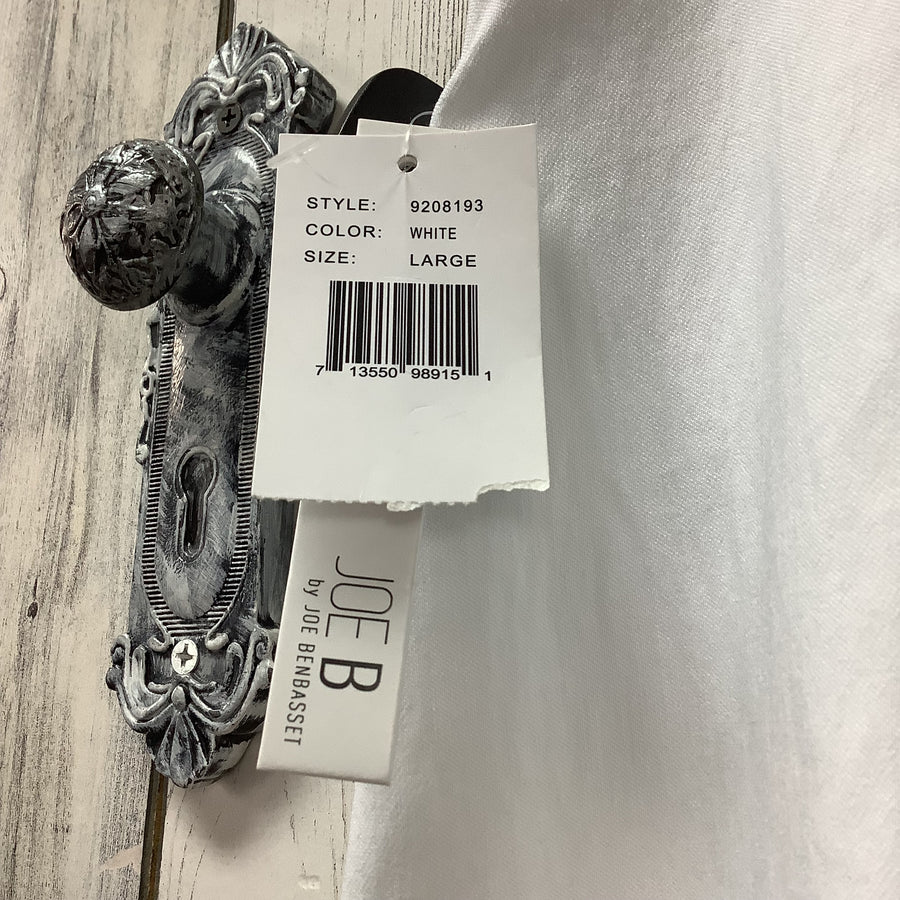 STYLE: 9208193
COLOR: WHITE
SIZE: LARGE
7 13550 98915 1
JOE B
by JOE BENBASSET